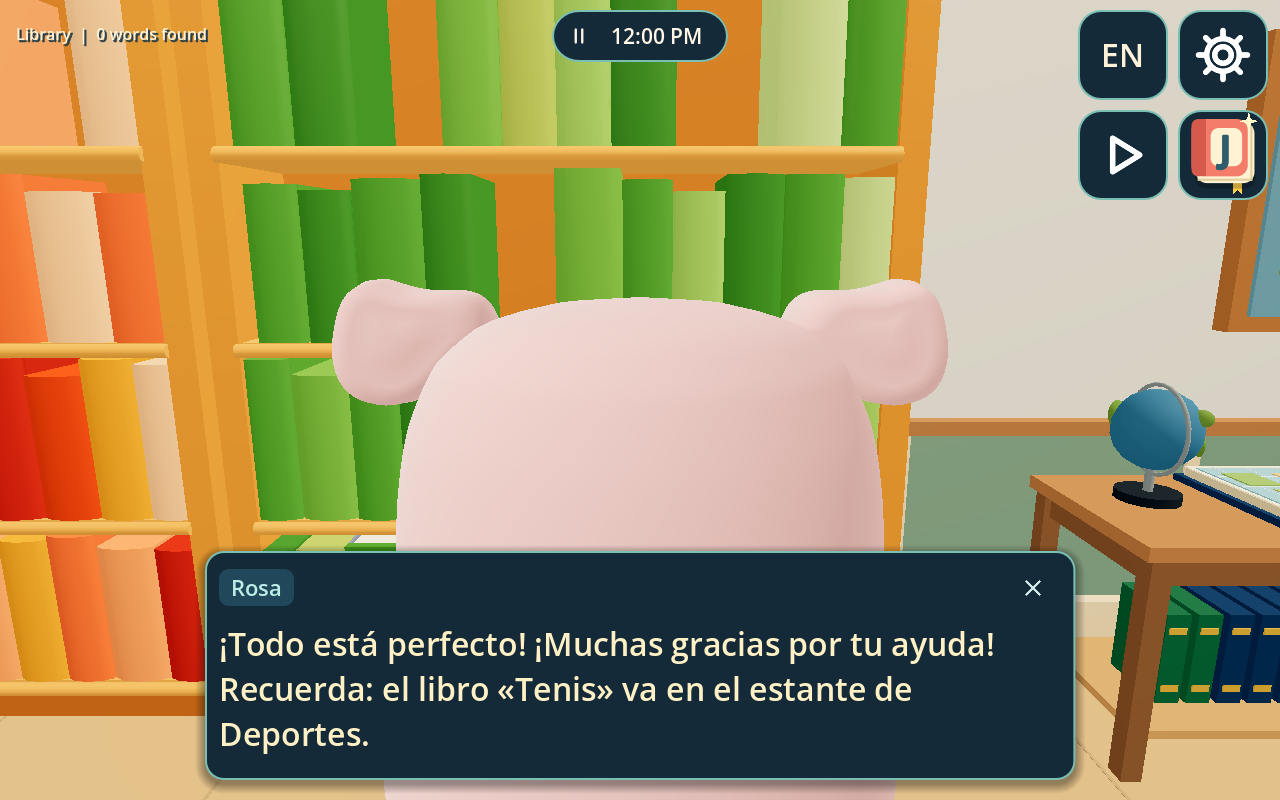 Library | 0 words found
12:00 PM
EN
J
Rosa
¡Todo está perfecto! ¡Muchas gracias por tu ayuda!
Recuerda: el libro «Tenis» va en el estante de
Deportes.